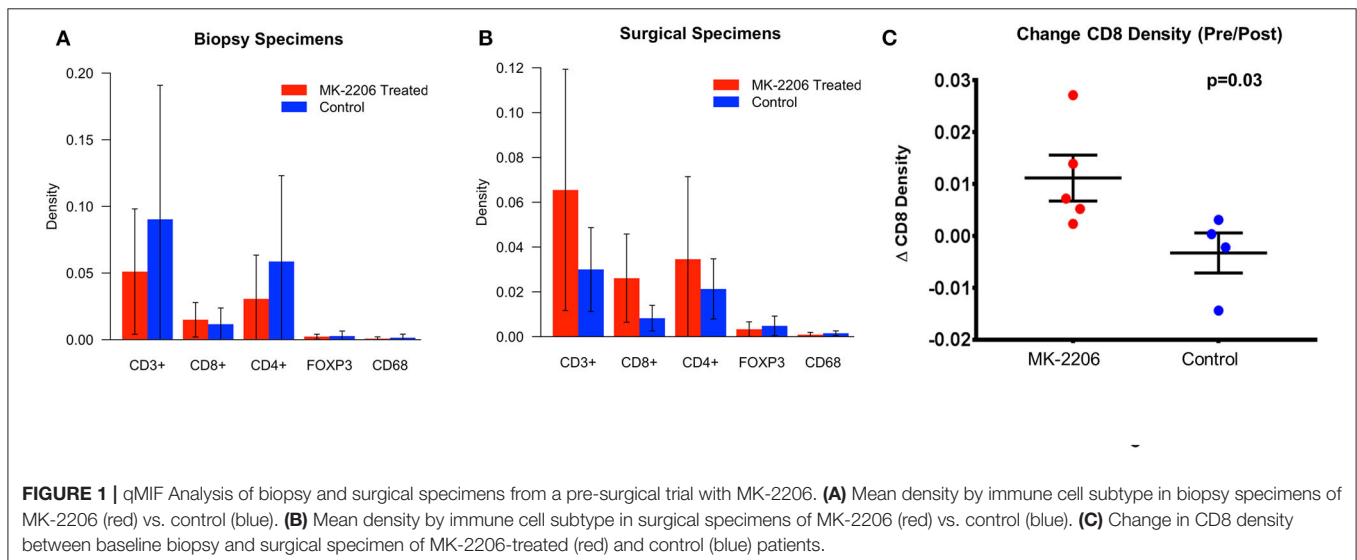 A
Biopsy Specimens
0.20
0.15
0.10
0.05
0.00
Density
MK-2206 Treated
Control
CD3+ CD8+ CD4+ FOXP3 CD68
B
Surgical Specimens
0.12
0.10
0.08
0.06
0.04
0.02
0.00
Density
MK-2206 Treated
Control
CD3+ CD8+ CD4+ FOXP3 CD68
C
Change CD8 Density (Pre/Post)
p=0.03
0.03
0.02
0.01
0.00
-0.01
-0.02
Δ CD8 Density
MK-2206 Control
FIGURE 1 | qMIF Analysis of biopsy and surgical specimens from a pre-surgical trial with MK-2206. (A) Mean density by immune cell subtype in biopsy specimens of
MK-2206 (red) vs. control (blue). (B) Mean density by immune cell subtype in surgical specimens of MK-2206 (red) vs. control (blue). (C) Change in CD8 density
between baseline biopsy and surgical specimen of MK-2206-treated (red) and control (blue) patients.